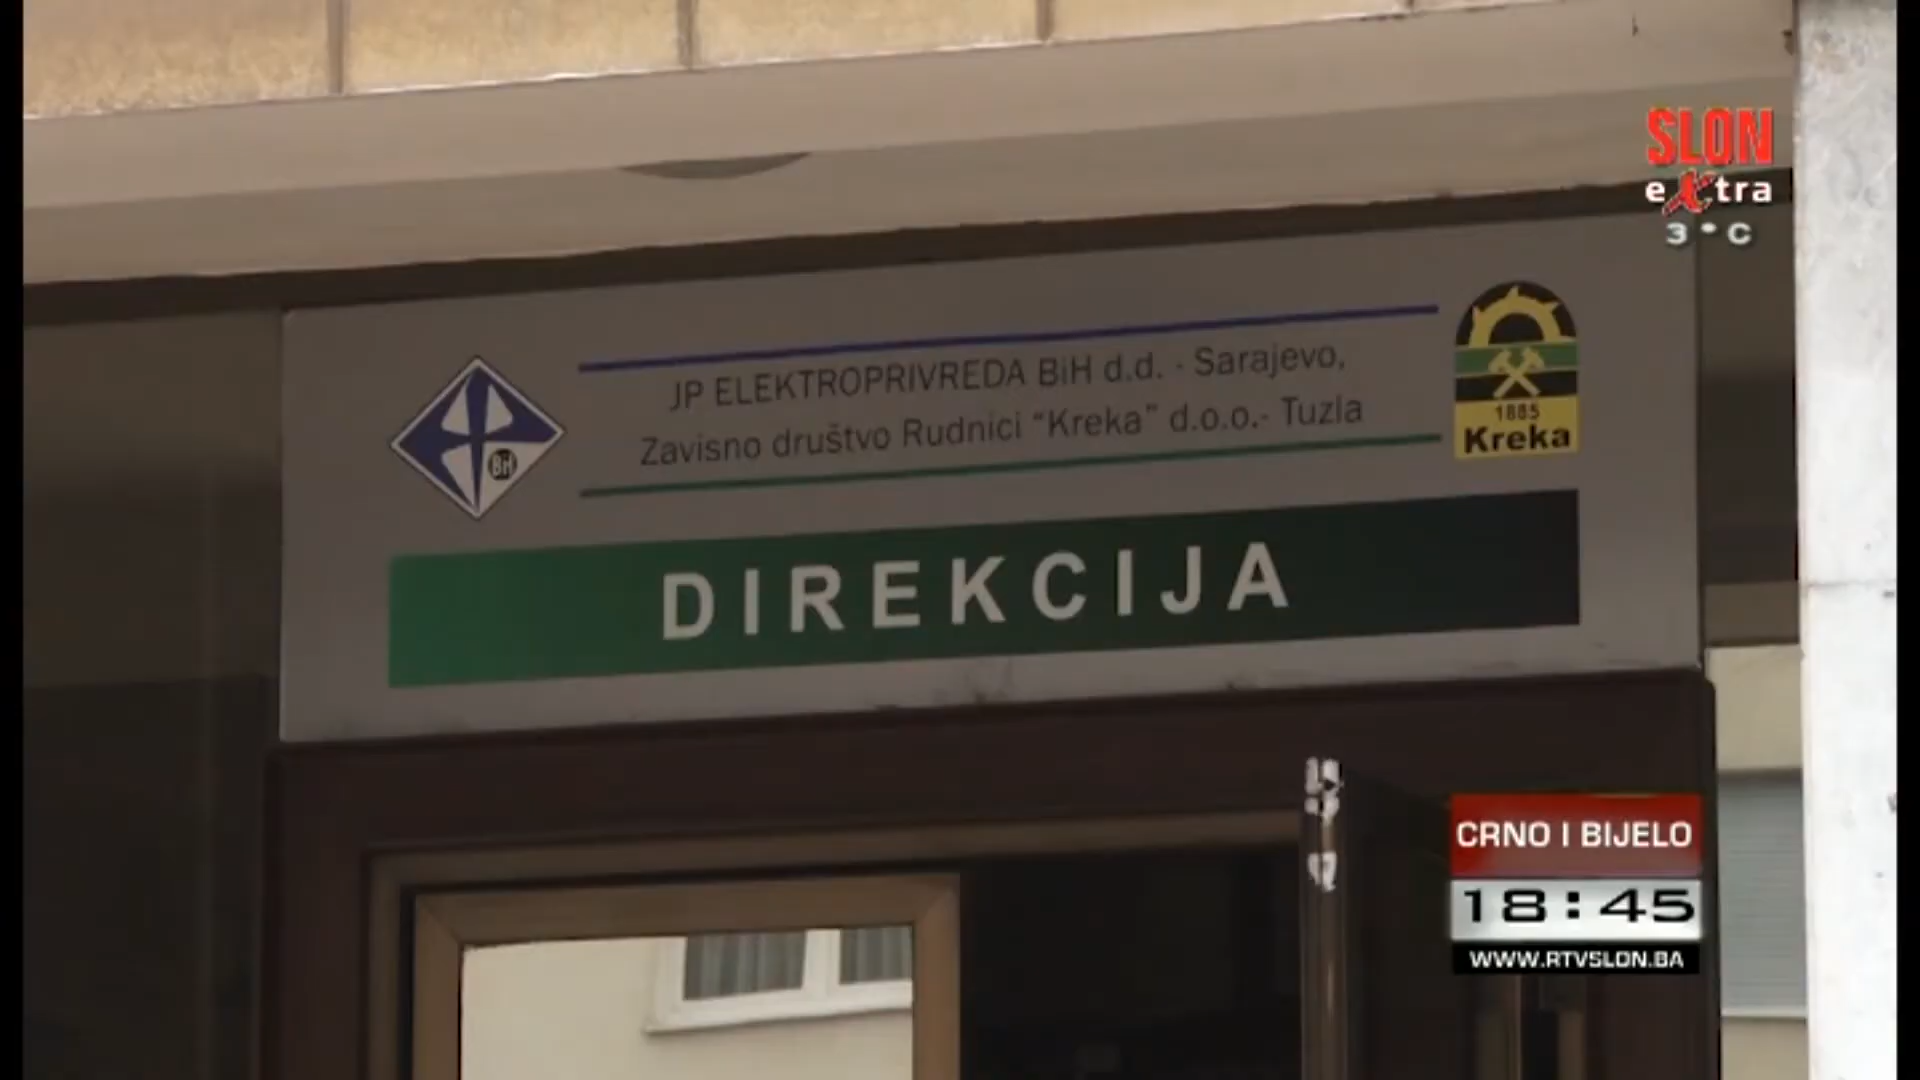 SLON
extra
3°C
JP ELEKTROPRIVREDA BiH d.d. - Sarajevo,
Zavisno društvo Rudnici "Kreka" d.o.o.- Tuzla
BiH
1885
Kreka
DIREKCIJA
CRNO I BIJELO
18:45
WWW.RTVSLON.BA